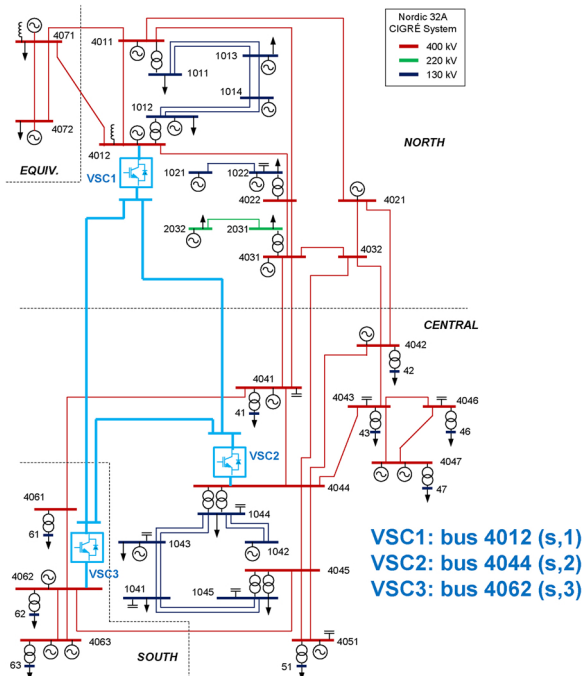 Nordic 32A
CIGRÉ System
400 kV
220 kV
130 kV
4071
4011
1013
1011
1014
1012
4072
4012
EQUIV.
NORTH
VSC1
1021
1022
4022
4021
2032
2031
4031
4032
CENTRAL
4042
42
4041
41
4043
4046
43
46
4047
47
VSC2
4044
4061
61
1044
1043
1042
VSC3
4062
62
1041
1045
4045
4063
63
SOUTH
4051
51
VSC1: bus 4012 (s,1)
VSC2: bus 4044 (s,2)
VSC3: bus 4062 (s,3)